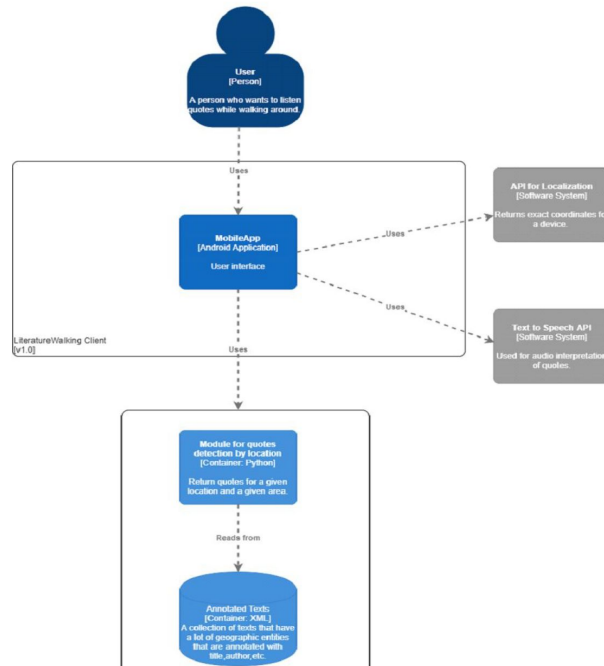 User
[Person]
A person who wants to listen
quotes while walking around.
Uses
MobileApp
[Android Application]
User interface
Uses
API for Localization
[Software System]
Returns exact coordinates fo
a device.
Uses
Text to Speech API
[Software System]
Used for audio interpretation
of quotes.
LiteratureWalking Client
[v1.0]
Uses
Module for quotes
detection by location
[Container: Python]
Return quotes for a given
location and a given area.
Reads from
Annotated Texts
[Container: XML]
A collection of texts that have
a lot of geographic entities
that are annotated with
title,author,etc.